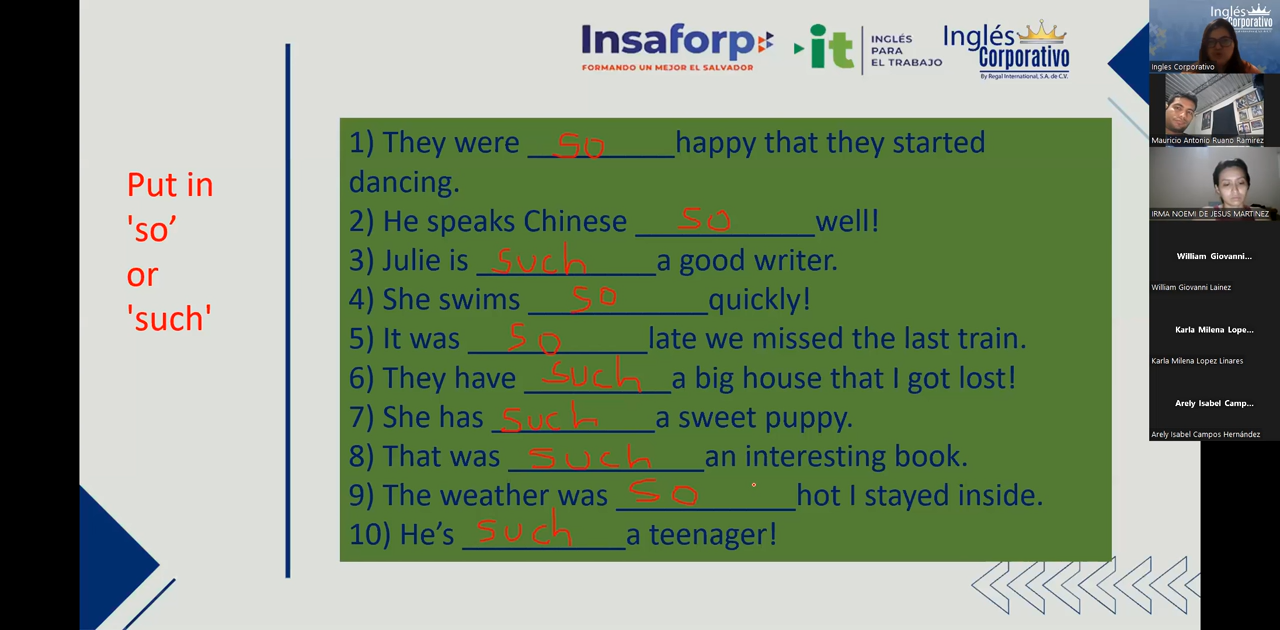 Insaforp
FORMANDO UN MEJOR EL SALVADOR
it
INGLÉS
PARA
EL TRABAJO
Inglés
Corporativo
By Regal International, S.A. de C.V.
Put in
'so’
or
'such'
1) They were so happy that they started
dancing.
2) He speaks Chinese so well!
3) Julie is such a good writer.
4) She swims so quickly!
5) It was so late we missed the last train.
6) They have such a big house that I got lost!
7) She has such a sweet puppy.
8) That was such an interesting book.
9) The weather was so hot I stayed inside.
10) He’s such a teenager!
Inglés
Corporativo
Ingles Corporativo
Mauricio Antonio Ruano Ramirez
IRMA NOEMI DE JESUS MARTINEZ
William Giovanni...
William Giovanni Lainez
Karla Milena Lope...
Karla Milena Lopez Linares
Arely Isabel Camp...
Arely Isabel Campos Hernández